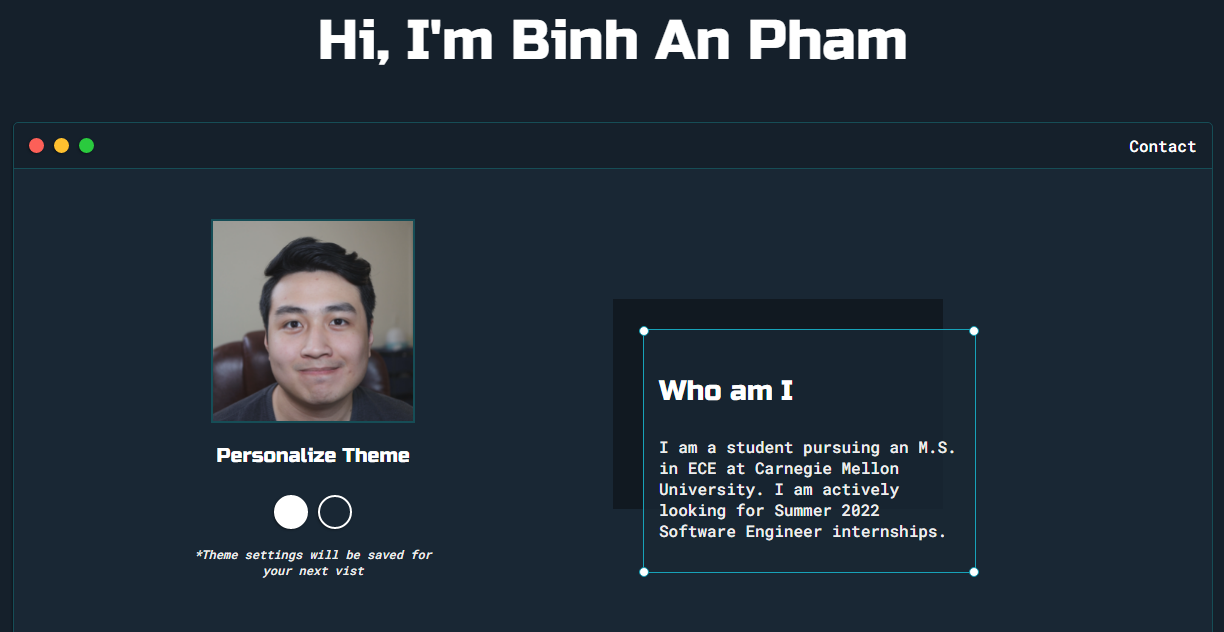 Hi, I'm Binh An Pham
Contact
Personalize Theme
*Theme settings will be saved for
your next vist
Who am I
I am a student pursuing an M.S.
in ECE at Carnegie Mellon
University. I am actively
looking for Summer 2022
Software Engineer internships.